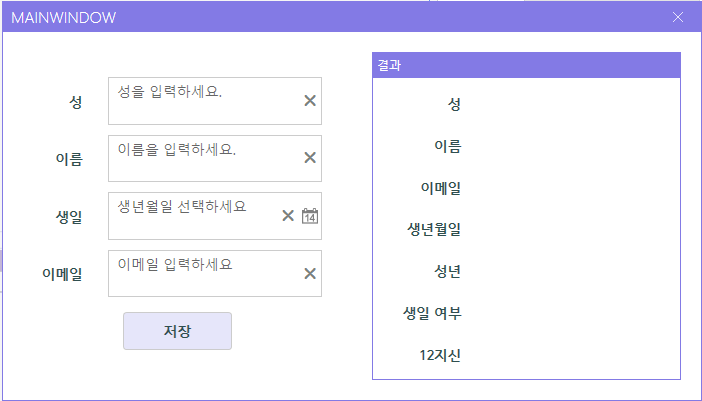 MAINWINDOW
성
성을 입력하세요.
이름
이름을 입력하세요.
생일
생년월일 선택하세요
14
이메일
이메일 입력하세요
저장
결과
성
이름
이메일
생년월일
성년
생일 여부
12지신